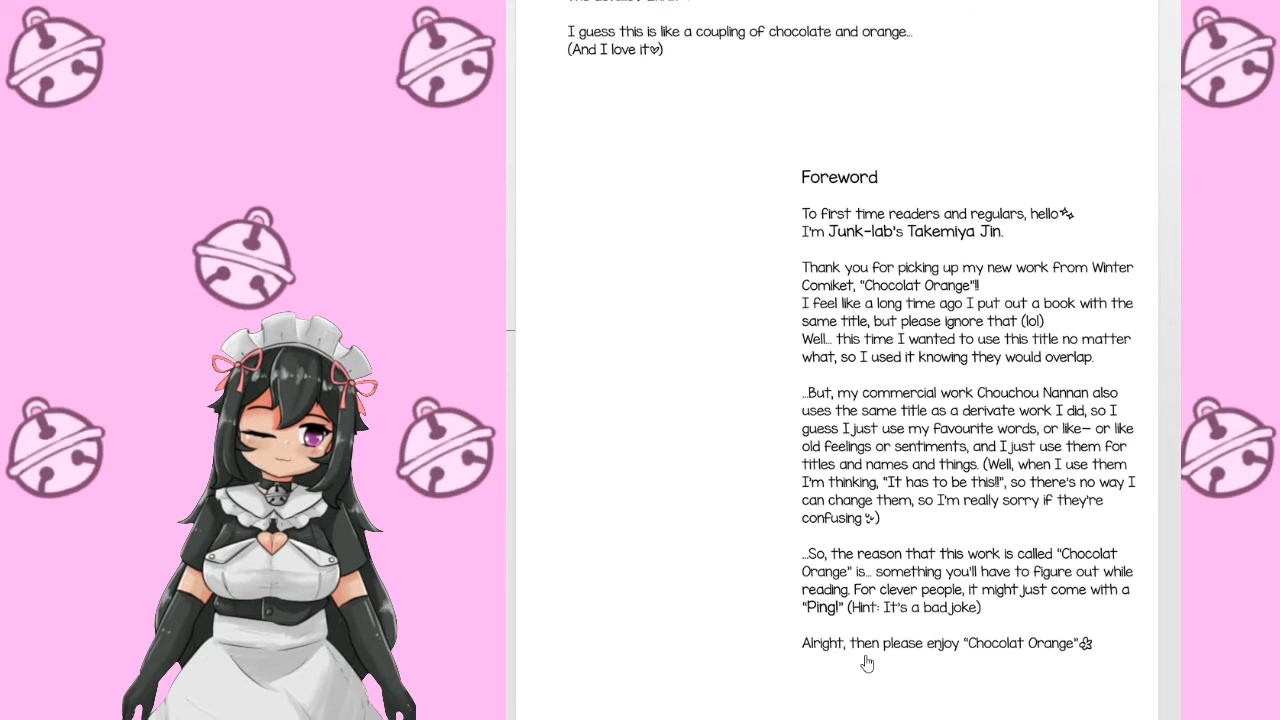 I guess this is like a coupling of chocolate and orange...
(And I love it♡)
Foreword
To first time readers and regulars, hello✨
I'm Junk-lab's Takemiya Jin.
Thank you for picking up my new work from Winter
Comiket, "Chocolat Orange"!!
I feel like a long time ago I put out a book with the
same title, but please ignore that (lol)
Well... this time I wanted to use this title no matter
what, so I used it knowing they would overlap.
...But, my commercial work Chouchou Nannan also
uses the same title as a derivate work I did, so I
guess I just use my favourite words, or like— or like
old feelings or sentiments, and I just use them for
titles and names and things. (Well, when I use them
I'm thinking, "It has to be this!!", so there's no way I
can change them, so I'm really sorry if they're
confusing💦)
...So, the reason that this work is called "Chocolat
Orange" is... something you'll have to figure out while
reading. For clever people, it might just come with a
"Ping!" (Hint: It's a bad joke)
Alright, then please enjoy "Chocolat Orange"✿